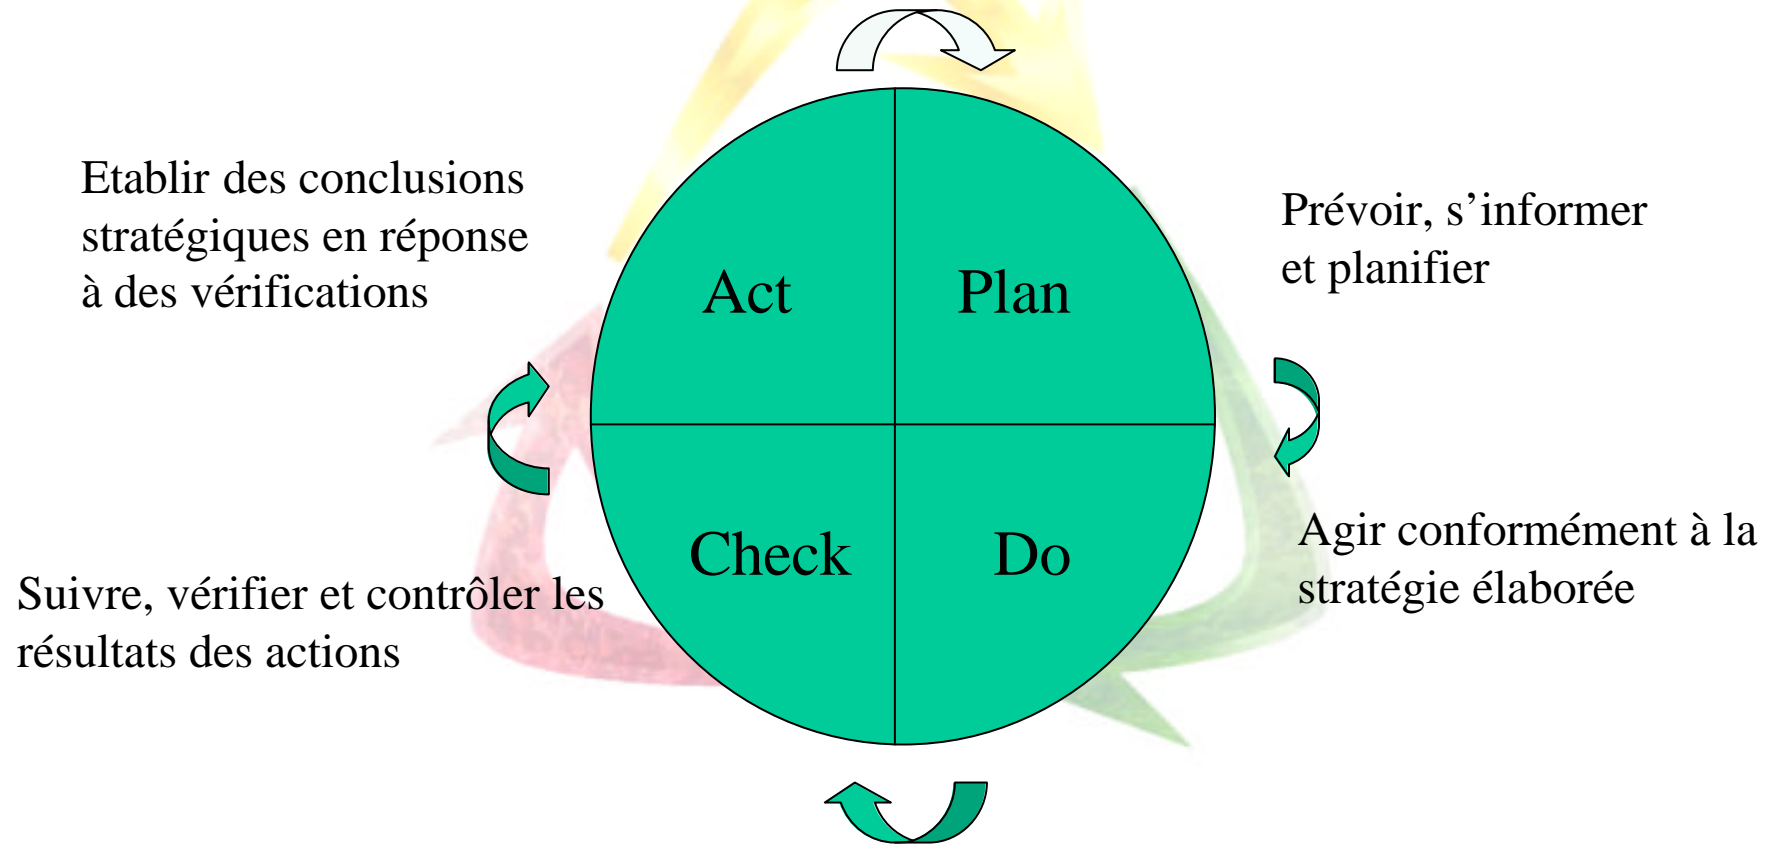 Etablir des conclusions
stratégiques en réponse
à des vérifications
Prévoir, s’informer
et planifier
Act
Plan
Check
Do
Agir conformément à la
stratégie élaborée
Suivre, vérifier et contrôler les
résultats des actions